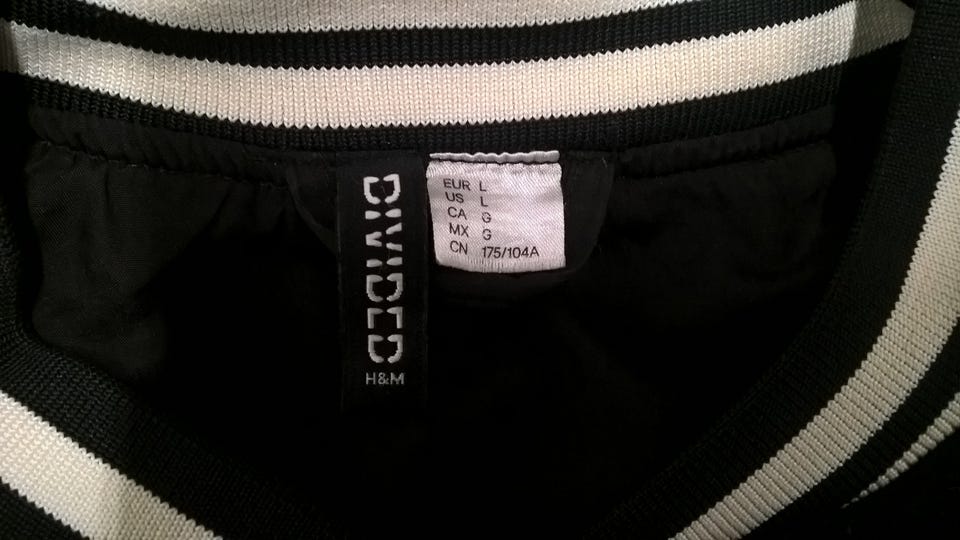 DIVIDED
H&M
EUR L
US L
CA G
MX G
CN 175/104A